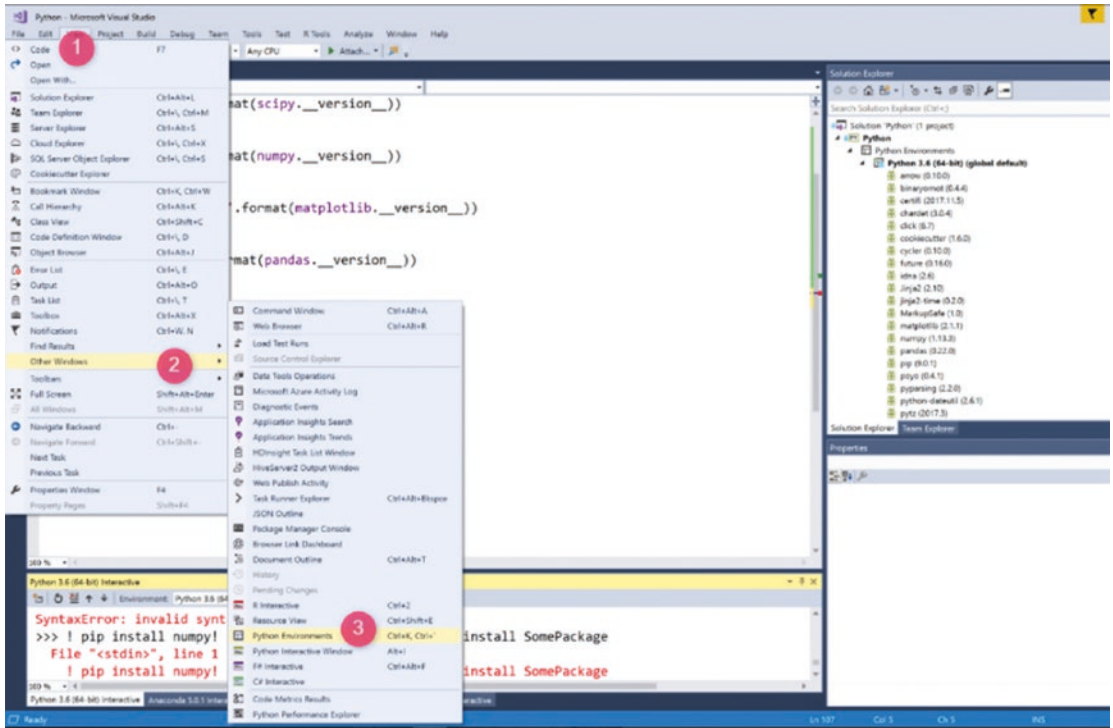 Python - Microsoft Visual Studio
File Edit Project Build Debug Team Tools Test R Tools Analyze Window Help
1
Any CPU Attach...
Code F7
Open
Open With...
Solution Explorer Ctrl+Alt+L
Team Explorer Ctrl+\, Ctrl+M
Server Explorer Ctrl+Alt+S
Cloud Explorer Ctrl+\, Ctrl+X
SQL Server Object Explorer Ctrl+\, Ctrl+S
Cookiecutter Explorer
Bookmark Window Ctrl+K, Ctrl+W
Call Hierarchy Ctrl+Alt+K
Class View Ctrl+Shift+C
Code Definition Window Ctrl+\, D
Object Browser Ctrl+Alt+J
Error List Ctrl+\, E
Output Ctrl+Alt+O
Task List Ctrl+\, T
Toolbox Ctrl+Alt+X
Notifications Ctrl+W, N
Find Results
Other Windows
2
Toolbars
Full Screen Shift+Alt+Enter
All Windows Shift+Alt+M
Navigate Backward Ctrl+-
Navigate Forward Ctrl+Shift+-
Next Task
Previous Task
Properties Window F4
Property Pages Shift+F4
mat(scipy.__version__))
mat(numpy.__version__))
.format(matplotlib.__version__))
mat(pandas.__version__))
Command Window Ctrl+Alt+A
Web Browser Ctrl+Alt+R
Load Test Runs
Source Control Explorer
Data Tools Operations
Microsoft Azure Activity Log
Diagnostic Events
Application Insights Search
Application Insights Trends
HDInsight Task List Window
HiveServer2 Output Window
Web Publish Activity
Task Runner Explorer Ctrl+Alt+Bkspce
JSON Outline
Package Manager Console
Browser Link Dashboard
Document Outline Ctrl+Alt+T
History
Pending Changes
R Interactive Ctrl+2
Resource View Ctrl+Shift+E
Python Environments Ctrl+K, Ctrl+`
3
Python Interactive Window Alt+I
F# Interactive Ctrl+Alt+F
C# Interactive
Code Metrics Results
Python Performance Explorer
Solution Explorer
Search Solution Explorer (Ctrl+;)
Solution 'Python' (1 project)
Python
Python Environments
Python 3.6 (64-bit) (global default)
arrow (0.10.0)
binaryornot (0.4.4)
certifi (2017.11.5)
chardet (3.0.4)
click (6.7)
cookiecutter (1.6.0)
cycler (0.10.0)
future (0.16.0)
idna (2.6)
Jinja2 (2.10)
jinja2-time (0.2.0)
MarkupSafe (1.0)
matplotlib (2.1.1)
numpy (1.13.3)
pandas (0.22.0)
pip (9.0.1)
poyo (0.4.1)
pyparsing (2.2.0)
python-dateutil (2.6.1)
pytz (2017.3)
Solution Explorer Team Explorer
Properties
Python 3.6 (64-bit) Interactive
Environment: Python 3.6 (64
SyntaxError: invalid synt
>>> ! pip install numpy! install SomePackage
File "<stdin>", line 1
! pip install numpy! install SomePackage
Python 3.6 (64-bit) Interactive Anaconda 5.0.1
Ready Ln 107 Col 5 Ch 5 INS